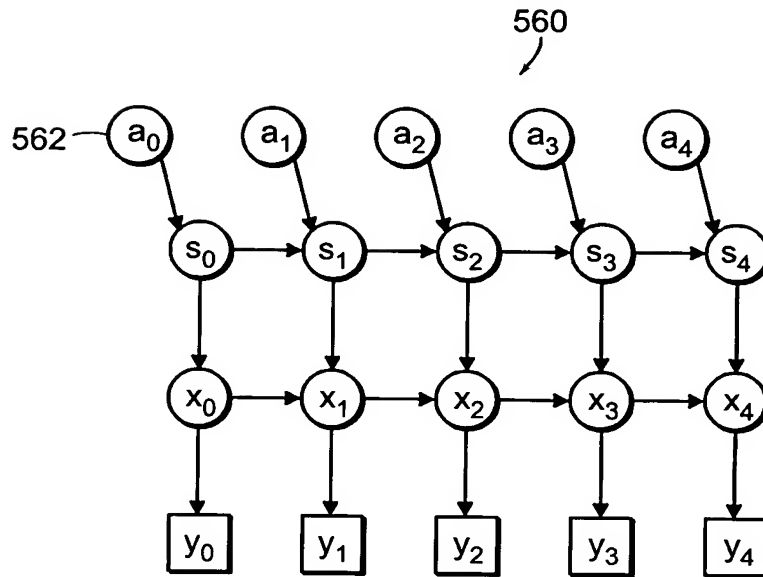 560
562 a₀ a₁ a₂ a₃ a₄
s₀ s₁ s₂ s₃ s₄
x₀ x₁ x₂ x₃ x₄
y₀ y₁ y₂ y₃ y₄